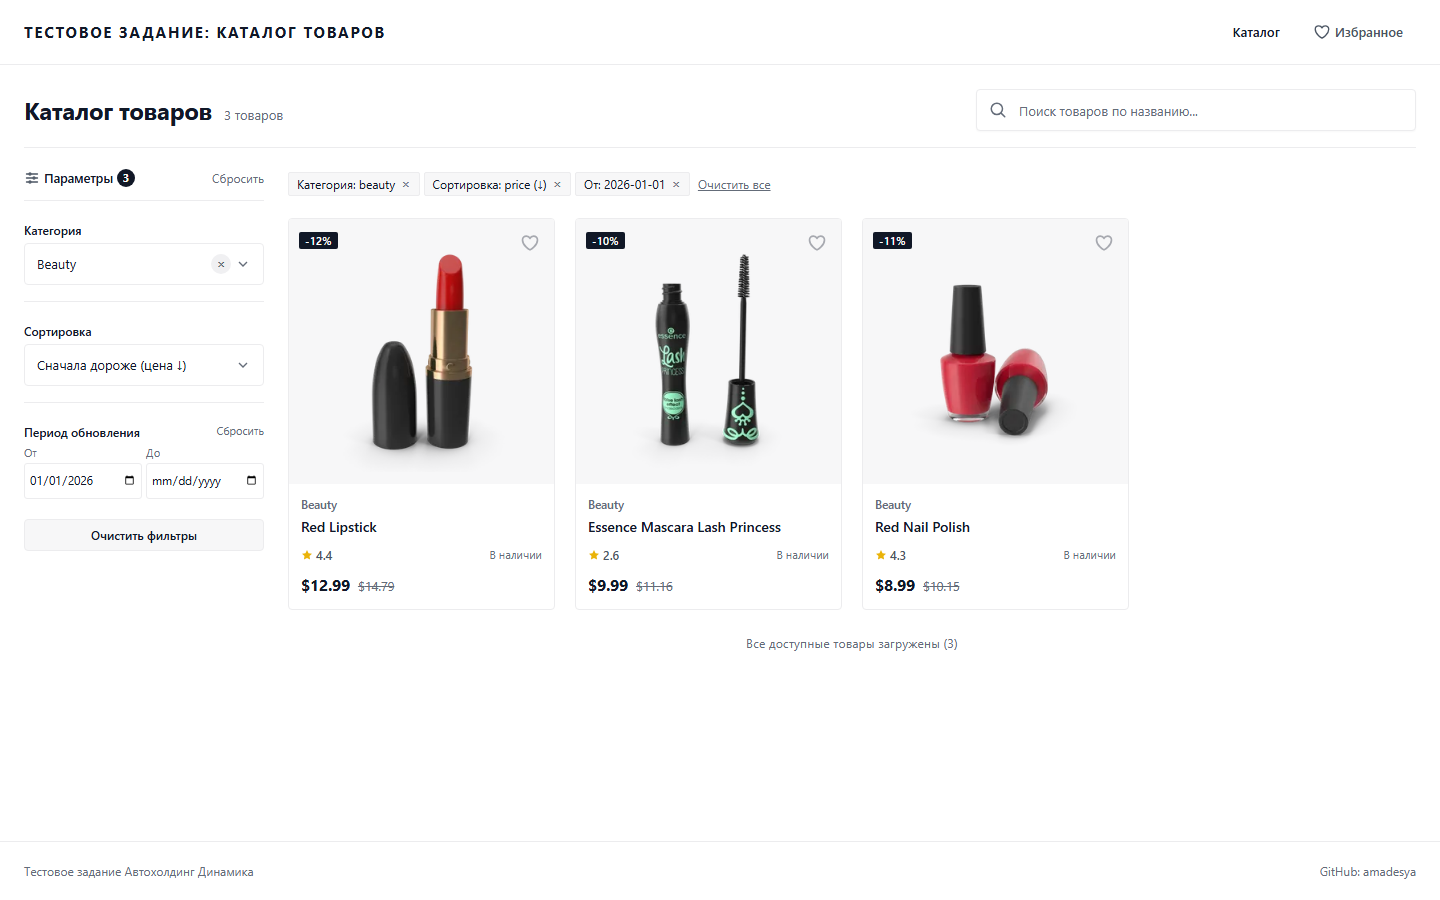 ТЕСТОВОЕ ЗАДАНИЕ: КАТАЛОГ ТОВАРОВ
Каталог
Избранное
Каталог товаров
3 товаров
Поиск товаров по названию...
Параметры 3
Сбросить
Категория: beauty ×
Сортировка: price (↓) ×
От: 2026-01-01 ×
Очистить все
Категория
Beauty ×
Сортировка
Сначала дороже (цена ↓)
Период обновления
Сбросить
От
До
01/01/2026
mm/dd/yyyy
Очистить фильтры
-12%
Beauty
Red Lipstick
4.4
В наличии
$12.99 $14.79
-10%
essence
Lash
PRINCESS
Beauty
Essence Mascara Lash Princess
2.6
В наличии
$9.99 $11.16
-11%
Beauty
Red Nail Polish
4.3
В наличии
$8.99 $10.15
Все доступные товары загружены (3)
Тестовое задание Автохолдинг Динамика
GitHub: amadesya